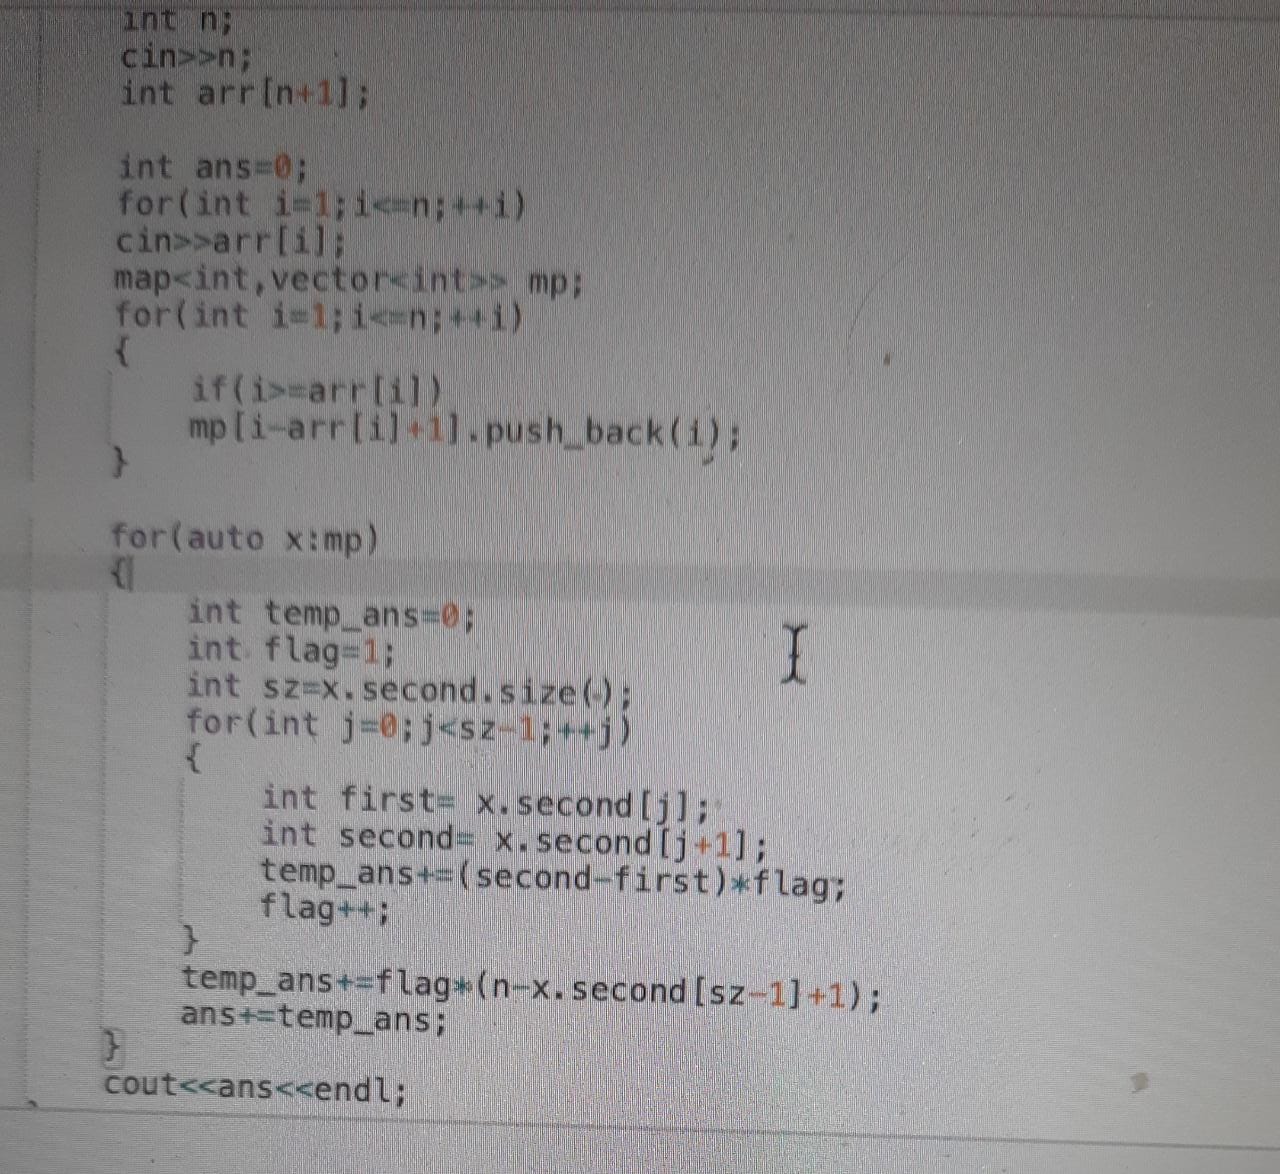 int n;
cin>>n;
int arr[n+1];
int ans=0;
for(int i=1;i<=n;++i)
cin>>arr[i];
map<int,vector<int>> mp;
for(int i=1;i<=n;++i)
{
if(i>=arr[i])
mp[i-arr[i]+1].push_back(i);
}
for(auto x:mp)
{
int temp_ans=0;
int flag=1;
int sz=x.second.size();
for(int j=0;j<sz-1;++j)
{
int first= x.second[j];
int second= x.second[j+1];
temp_ans+=(second-first)*flag;
flag++;
}
temp_ans+=flag*(n-x.second[sz-1]+1);
ans+=temp_ans;
}
cout<<ans<<endl;